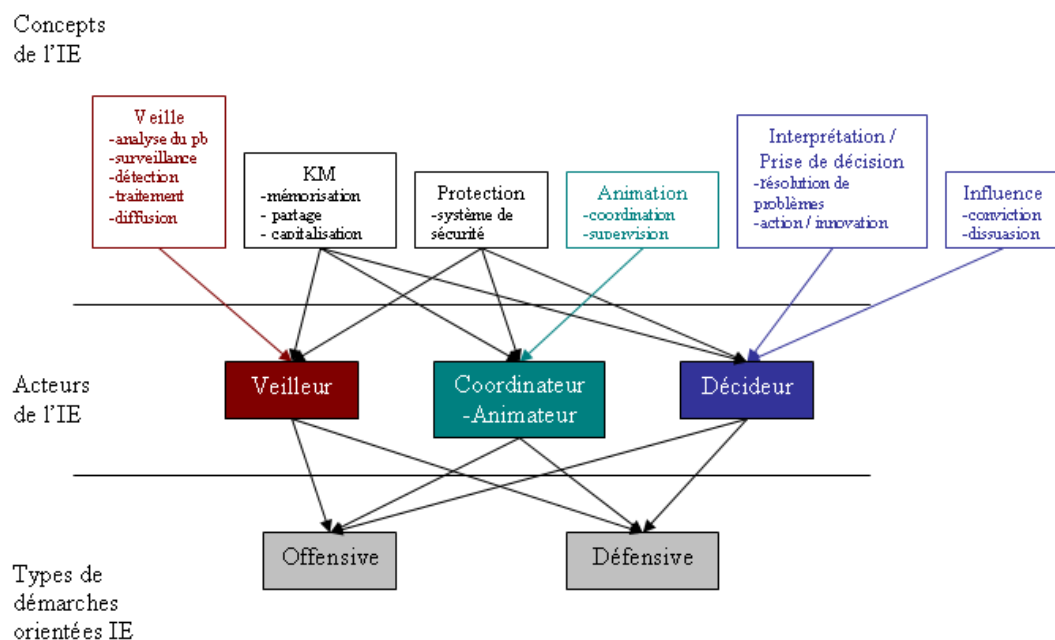 Concepts
de l'IE
Veille
-analyse du pb
-surveillance
-détection
-traitement
-diffusion
KM
-mémorisation
- partage
- capitalisation
Protection
-système de
sécurité
Animation
-coordination
-supervision
Interprétation /
Prise de décision
-résolution de
problèmes
-action / innovation
Influence
-conviction
-dissuasion
Acteurs
de l'IE
Veilleur
Coordinateur
-Animateur
Décideur
Types de
démarches
orientées IE
Offensive
Défensive